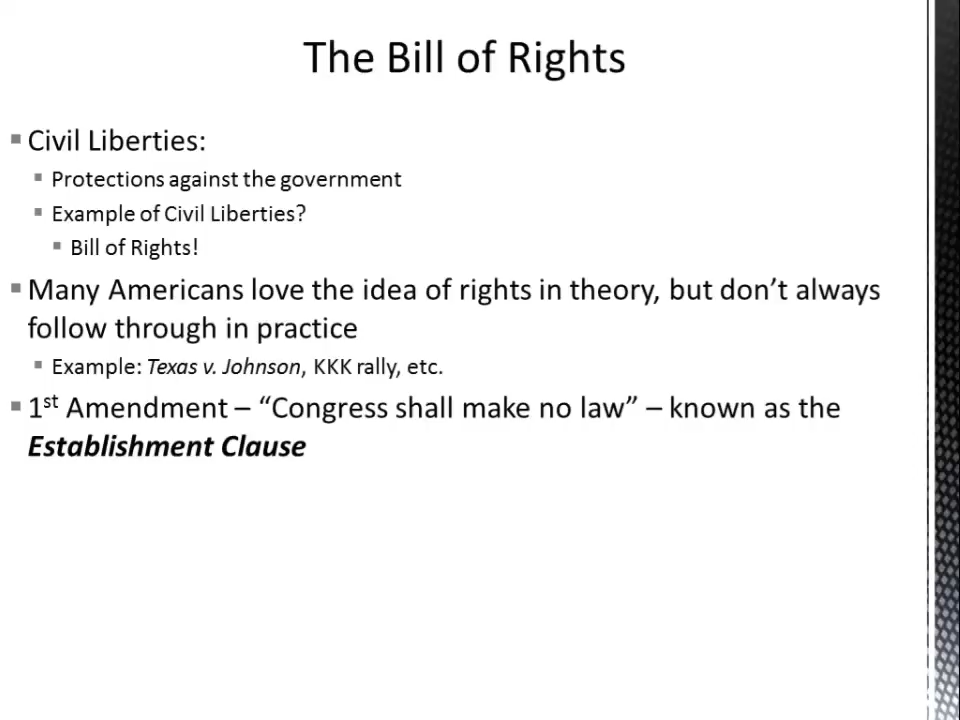 The Bill of Rights
Civil Liberties:
Protections against the government
Example of Civil Liberties?
Bill of Rights!
Many Americans love the idea of rights in theory, but don’t always
follow through in practice
Example: Texas v. Johnson, KKK rally, etc.
1st Amendment – “Congress shall make no law” – known as the
Establishment Clause